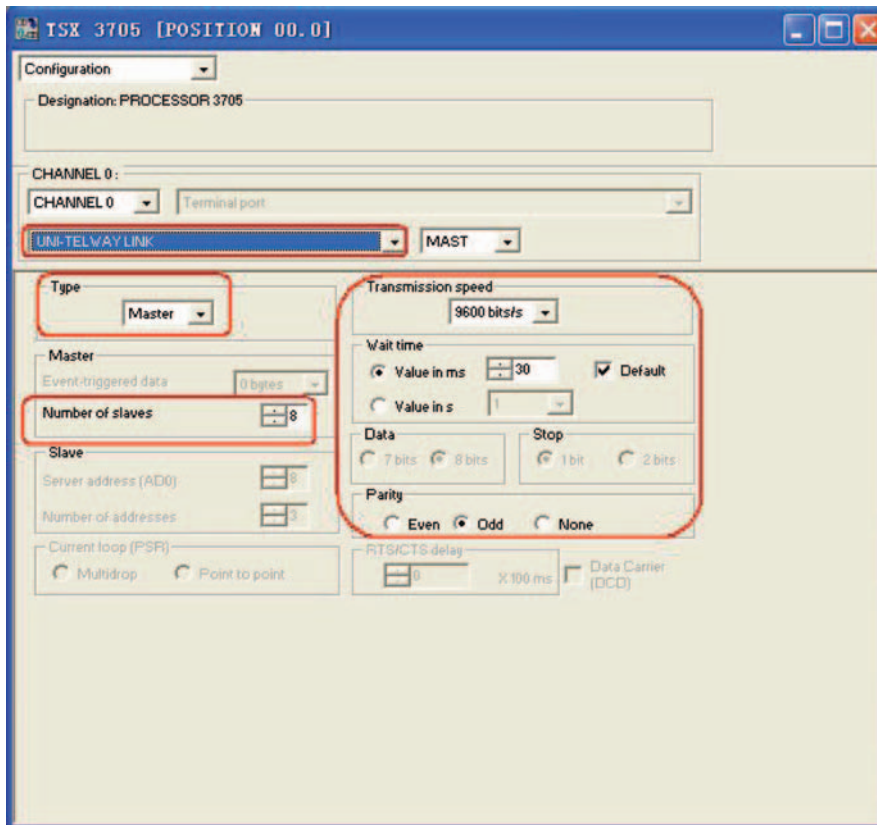 TSX 3705 [POSITION 00.0]
Configuration
Designation: PROCESSOR 3705
CHANNEL 0 :
CHANNEL 0 Terminal port
UNI-TELWAY LINK MAST
Type
Master
Transmission speed
9600 bits/s
Master
Event-triggered data 0 bytes
Number of slaves 8
Wait time
Value in ms 30 Default
Value in s 1
Data
7 bits 8 bits
Stop
1 bit 2 bits
Slave
Server address (AD0) 8
Number of addresses 3
Parity
Even Odd None
Current loop (PSR)
Multidrop Point to point
RTS/CTS delay
0 X 100 ms
Data Carrier
(DCD)